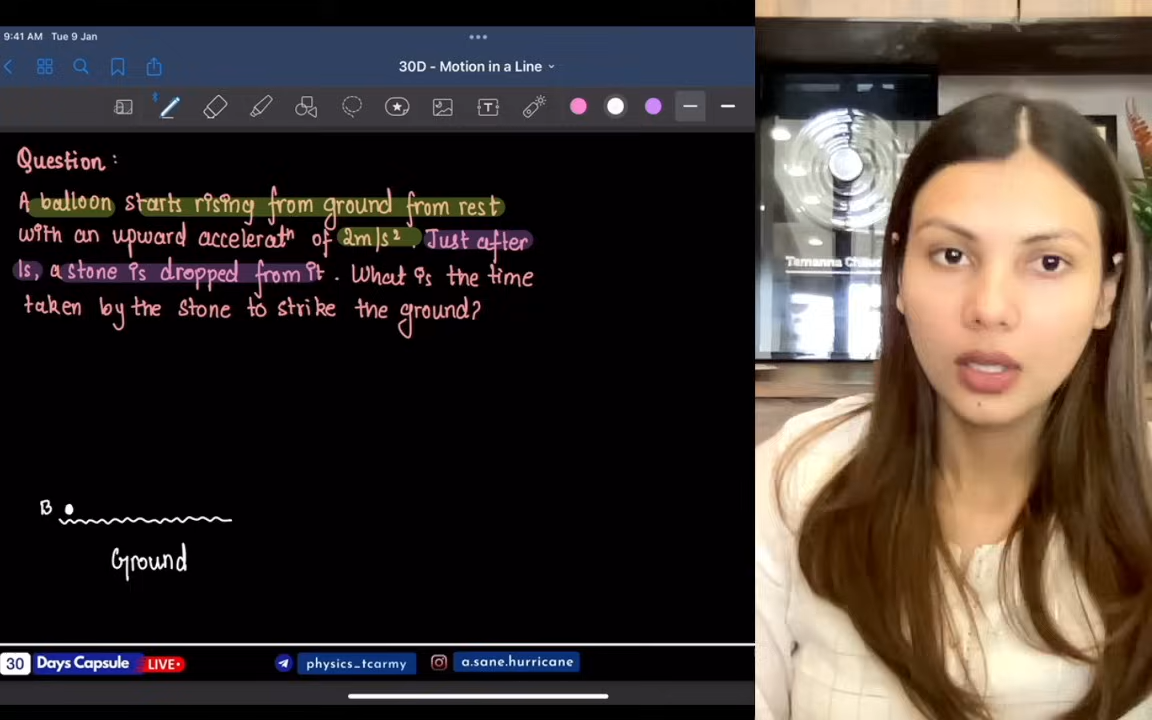 9:41 AM Tue 9 Jan
30D - Motion in a Line
Question:
A balloon starts rising from ground from rest
with an upward acceleratⁿ of 2m/s². Just after
1s, a stone is dropped from it. What is the time
taken by the stone to strike the ground?
B
Ground
30 Days Capsule LIVE
physics_tcarmy
a.sane.hurricane